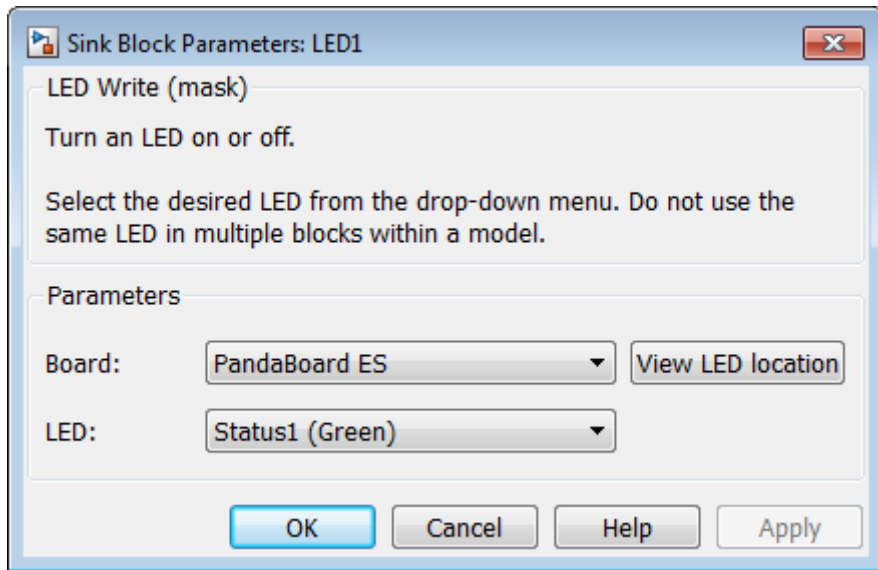 Sink Block Parameters: LED1
LED Write (mask)
Turn an LED on or off.
Select the desired LED from the drop-down menu. Do not use the
same LED in multiple blocks within a model.
Parameters
Board: PandaBoard ES View LED location
LED: Status1 (Green)
OK Cancel Help Apply